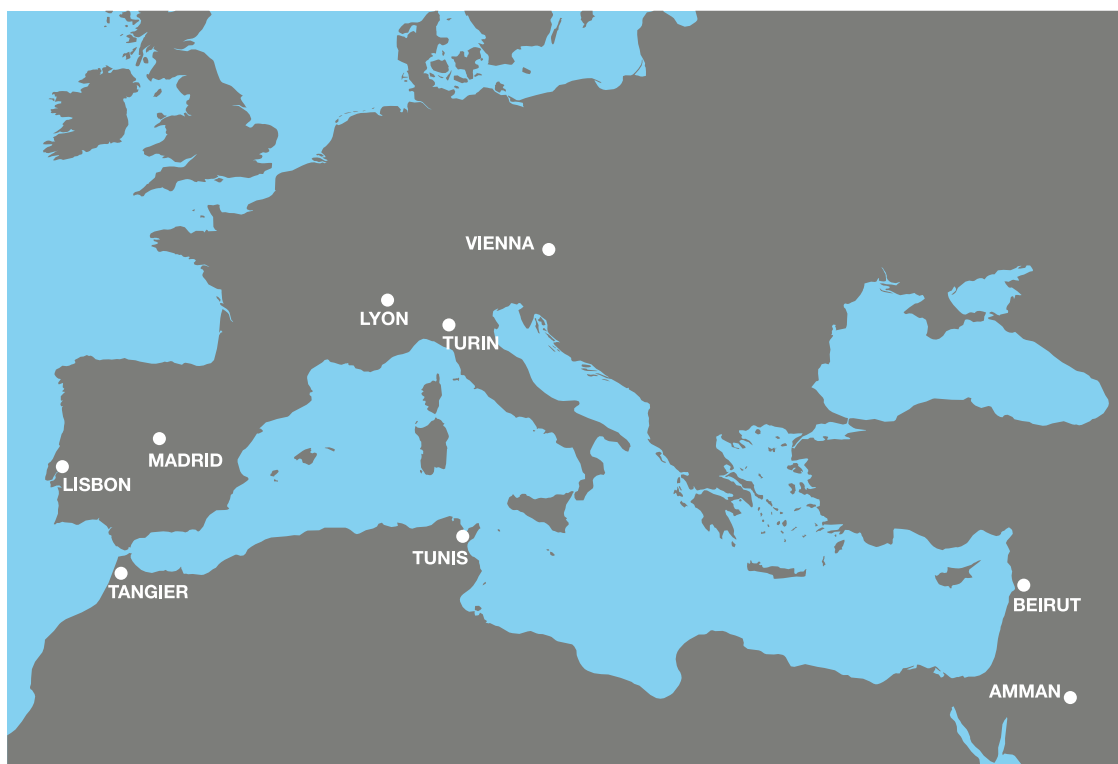 VIENNA
LYON
TURIN
MADRID
LISBON
TUNIS
TANGIER
BEIRUT
AMMAN